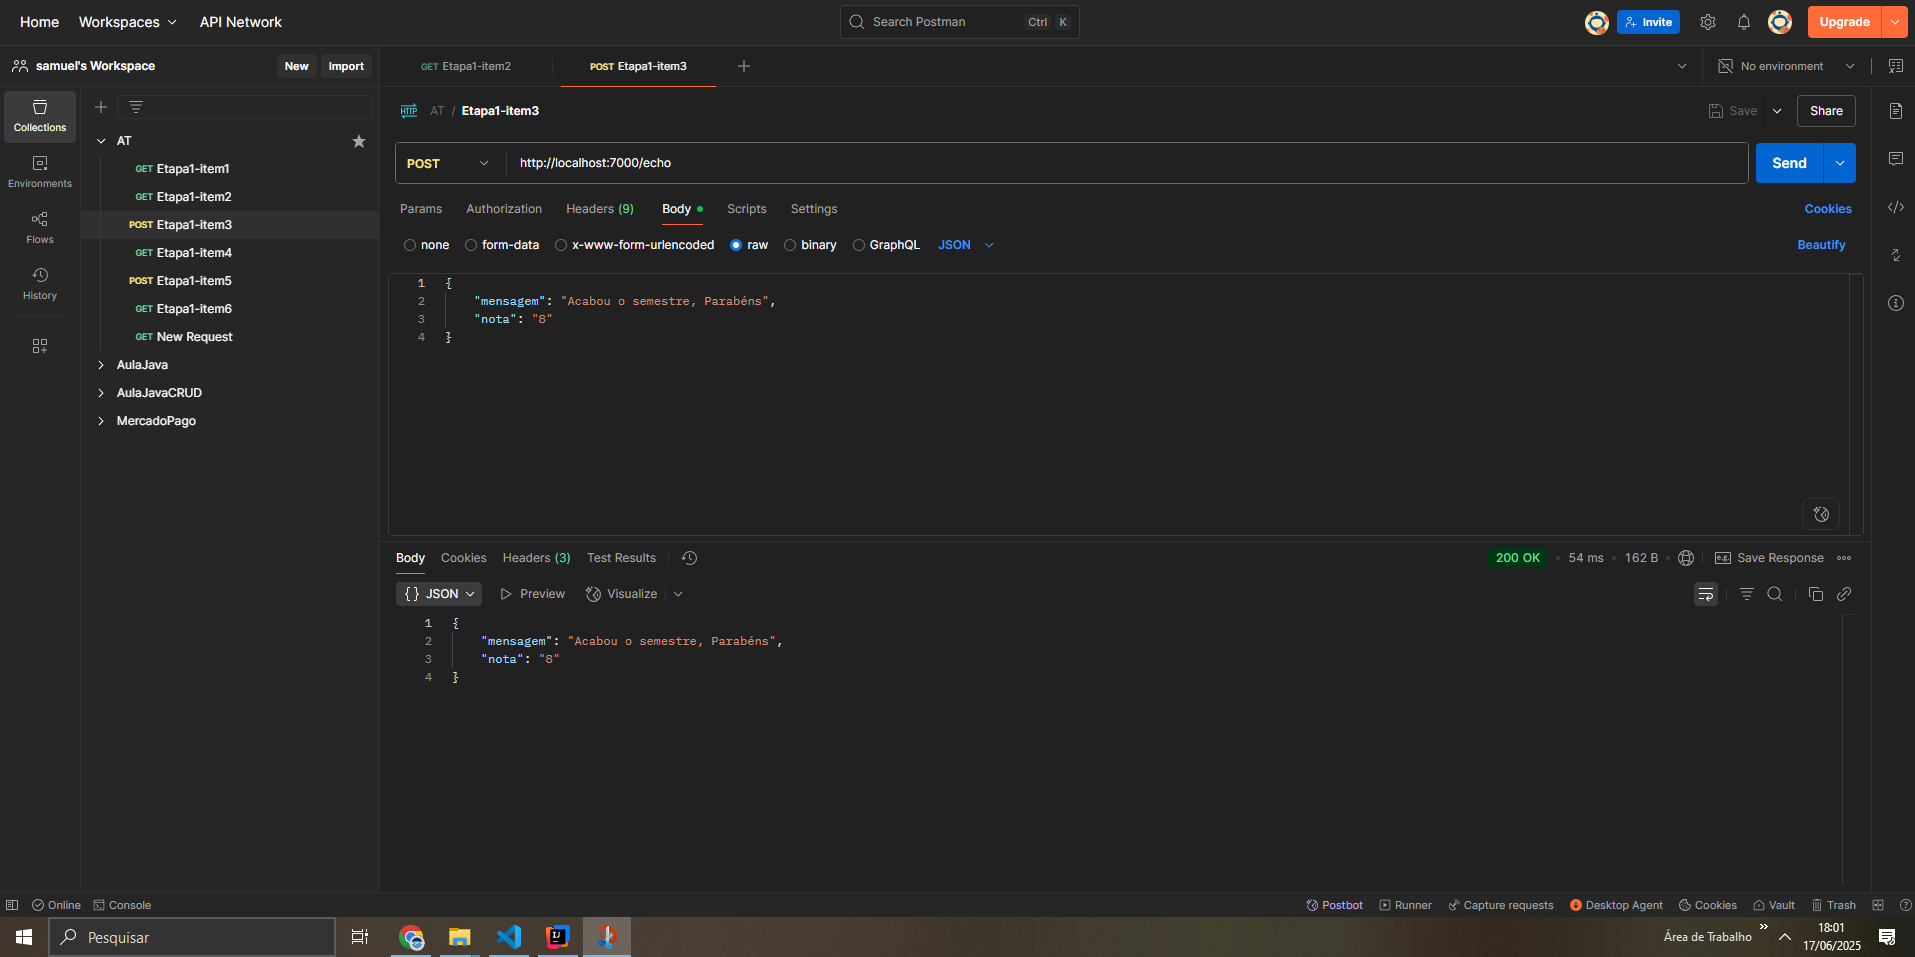 Home Workspaces API Network Search Postman Ctrl K Invite Upgrade
samuel's Workspace New Import GET Etapa1-item2 POST Etapa1-item3 No environment
Collections
Environments
Flows
History
AT
GET Etapa1-item1
GET Etapa1-item2
POST Etapa1-item3
GET Etapa1-item4
POST Etapa1-item5
GET Etapa1-item6
GET New Request
AulaJava
AulaJavaCRUD
MercadoPago
HTTP AT / Etapa1-item3 Save Share
POST http://localhost:7000/echo Send
Params Authorization Headers (9) Body Scripts Settings Cookies
none form-data x-www-form-urlencoded raw binary GraphQL JSON Beautify
1 {
2 "mensagem": "Acabou o semestre, Parabéns",
3 "nota": "8"
4 }
Body Cookies Headers (3) Test Results 200 OK • 54 ms • 162 B e.g. Save Response
{} JSON Preview Visualize
1 {
2 "mensagem": "Acabou o semestre, Parabéns",
3 "nota": "8"
4 }
Online Console Postbot Runner Capture requests Desktop Agent Cookies Vault Trash
Pesquisar Área de Trabalho 18:01
17/06/2025